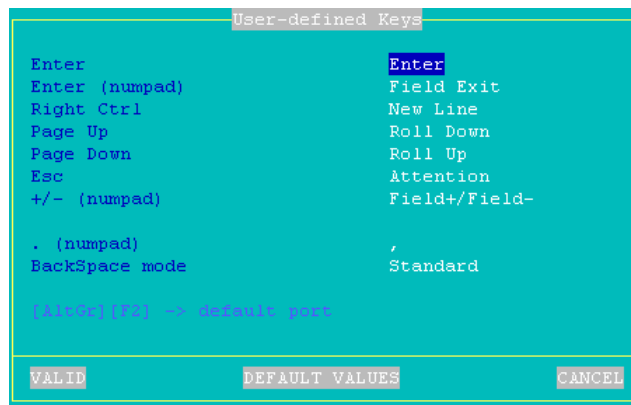 User-defined Keys
Enter Enter
Enter (numpad) Field Exit
Right Ctrl New Line
Page Up Roll Down
Page Down Roll Up
Esc Attention
+/- (numpad) Field+/Field-
. (numpad) ,
BackSpace mode Standard
[AltGr][F2] -> default port
VALID DEFAULT VALUES CANCEL